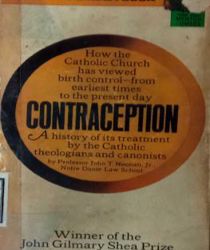 How the
Catholic Church
has viewed
birth control—from
earliest times
to the present day
CONTRACEPTION
A history of its treatment
by the Catholic
theologians and canonists
by Professor John T. Noonan, Jr.
Notre Dame Law School
Winner of the
John Gilmary Shea Prize